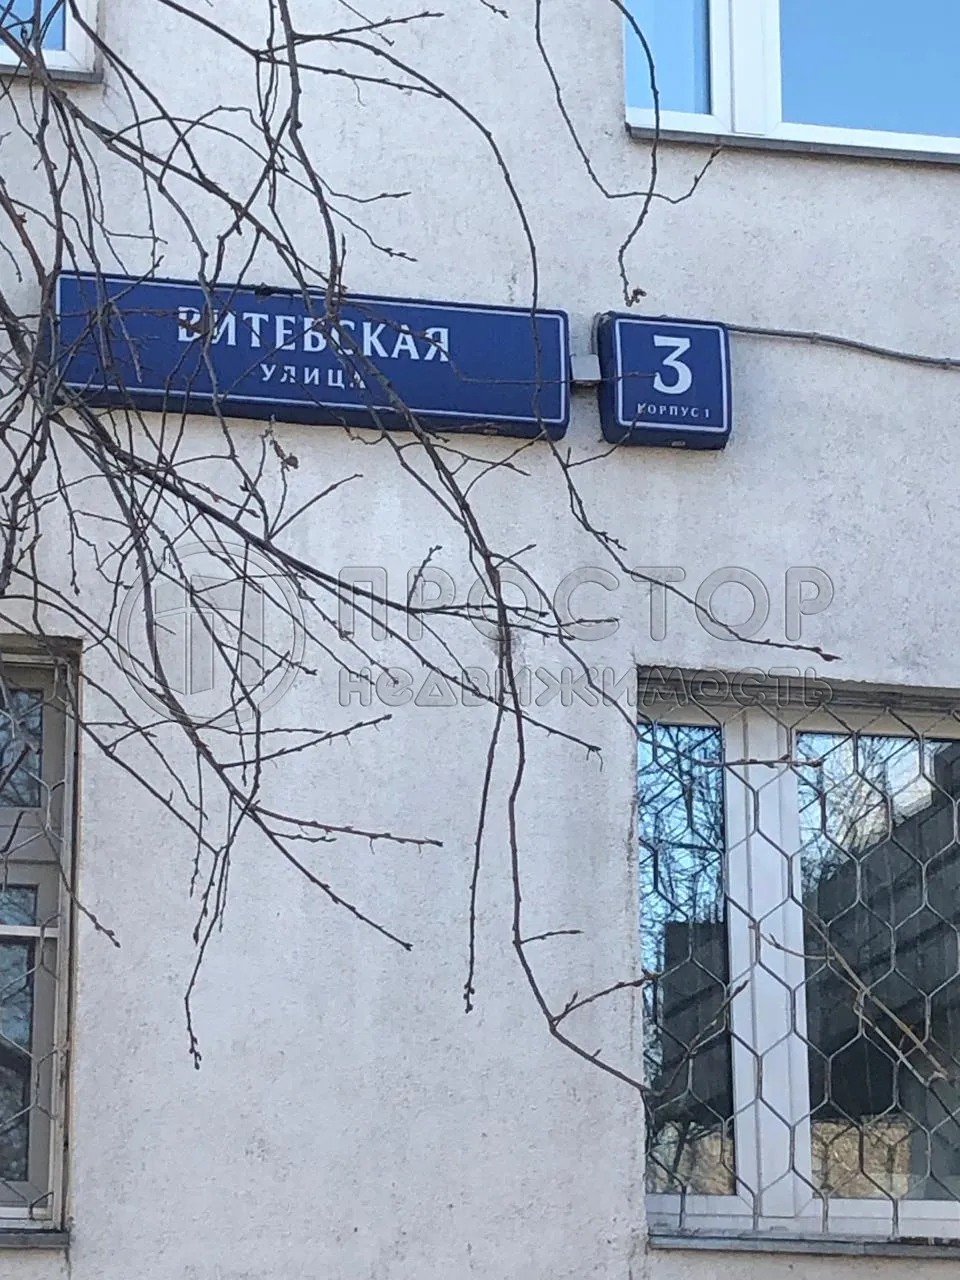 ВИТЕБСКАЯ
УЛИЦА
3
КОРПУС 1
ПРОСТОР
недвижимость